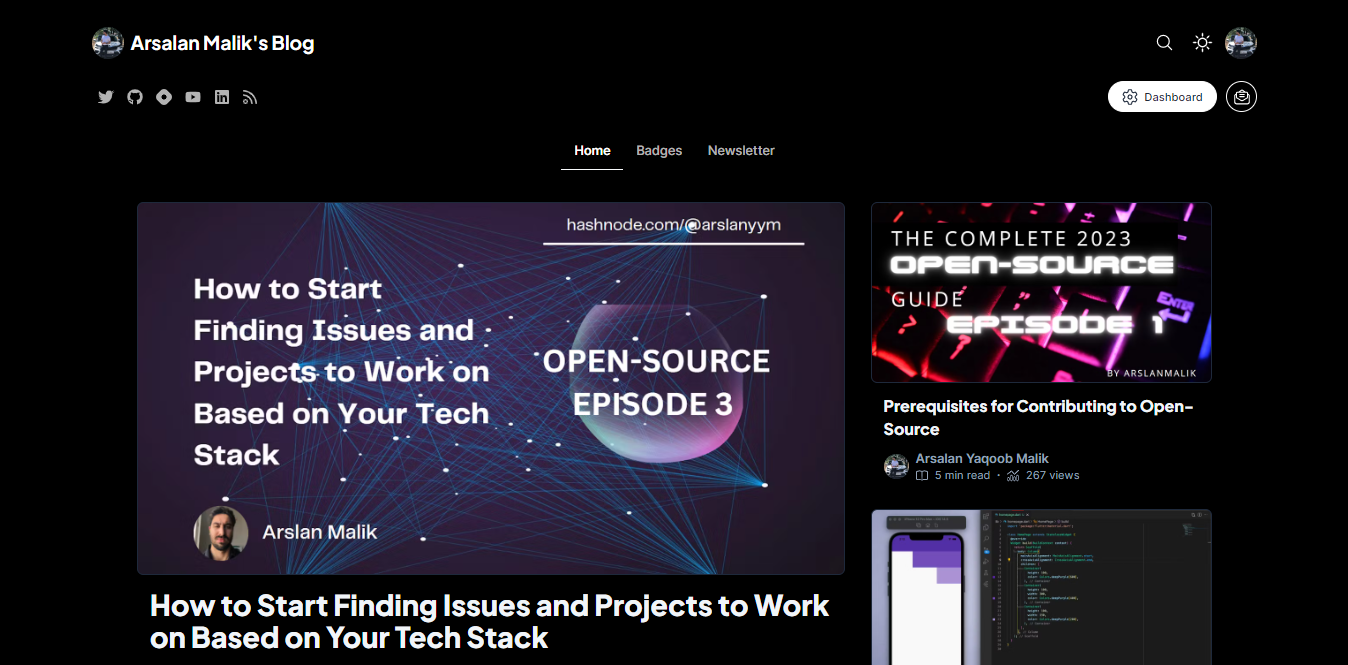 Arsalan Malik's Blog
Dashboard
Home
Badges
Newsletter
hashnode.com/@arslanyym
How to Start
Finding Issues and
Projects to Work on
Based on Your Tech
Stack
OPEN-SOURCE
EPISODE 3
Arslan Malik
How to Start Finding Issues and Projects to Work
on Based on Your Tech Stack
THE COMPLETE 2023
OPEN-SOURCE
GUIDE
EPISODE 1
ENTER
BY ARSLANMALIK
Prerequisites for Contributing to Open-
Source
Arsalan Yaqoob Malik
5 min read · 267 views